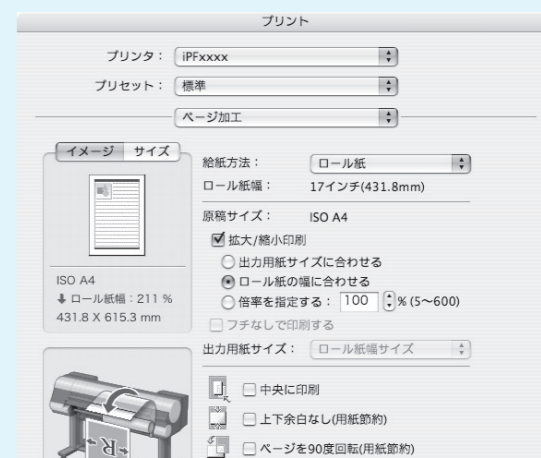 プリント
プリンタ： iPFxxxx
プリセット： 標準
ページ加工
イメージ サイズ
給紙方法： ロール紙
ロール紙幅： 17インチ(431.8mm)
原稿サイズ： ISO A4
拡大/縮小印刷
出力用紙サイズに合わせる
ロール紙の幅に合わせる
倍率を指定する： 100 % (5〜600)
フチなしで印刷する
出力用紙サイズ： ロール紙幅サイズ
ISO A4
ロール紙幅：211 %
431.8 X 615.3 mm
中央に印刷
上下余白なし(用紙節約)
ページを90度回転(用紙節約)
R